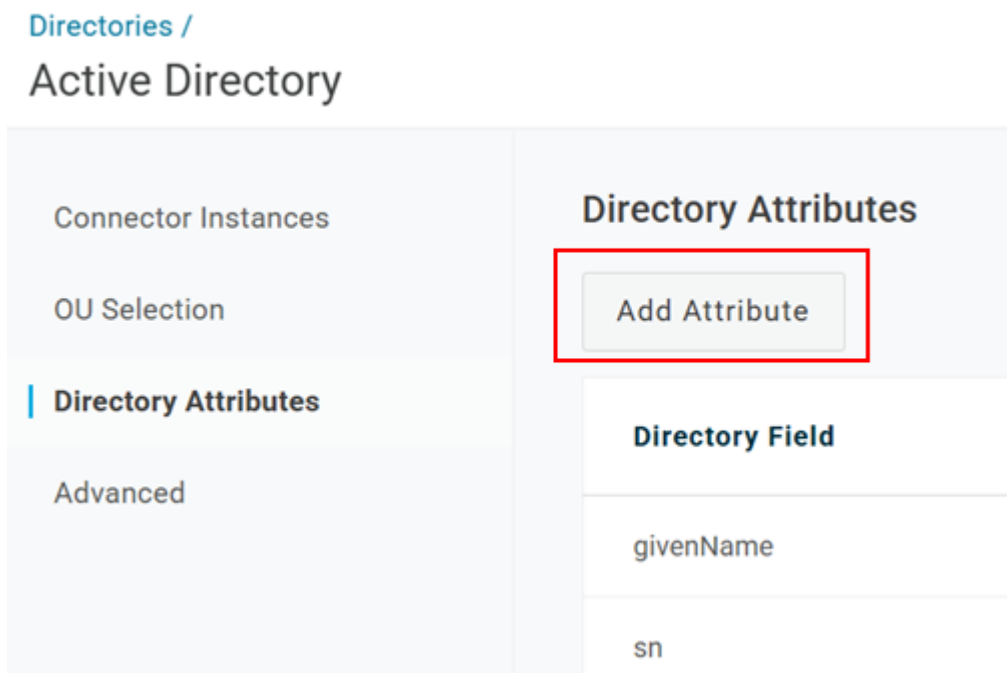 Directories /
Active Directory
Connector Instances
OU Selection
Directory Attributes
Advanced
Directory Attributes
Add Attribute
Directory Field
givenName
sn